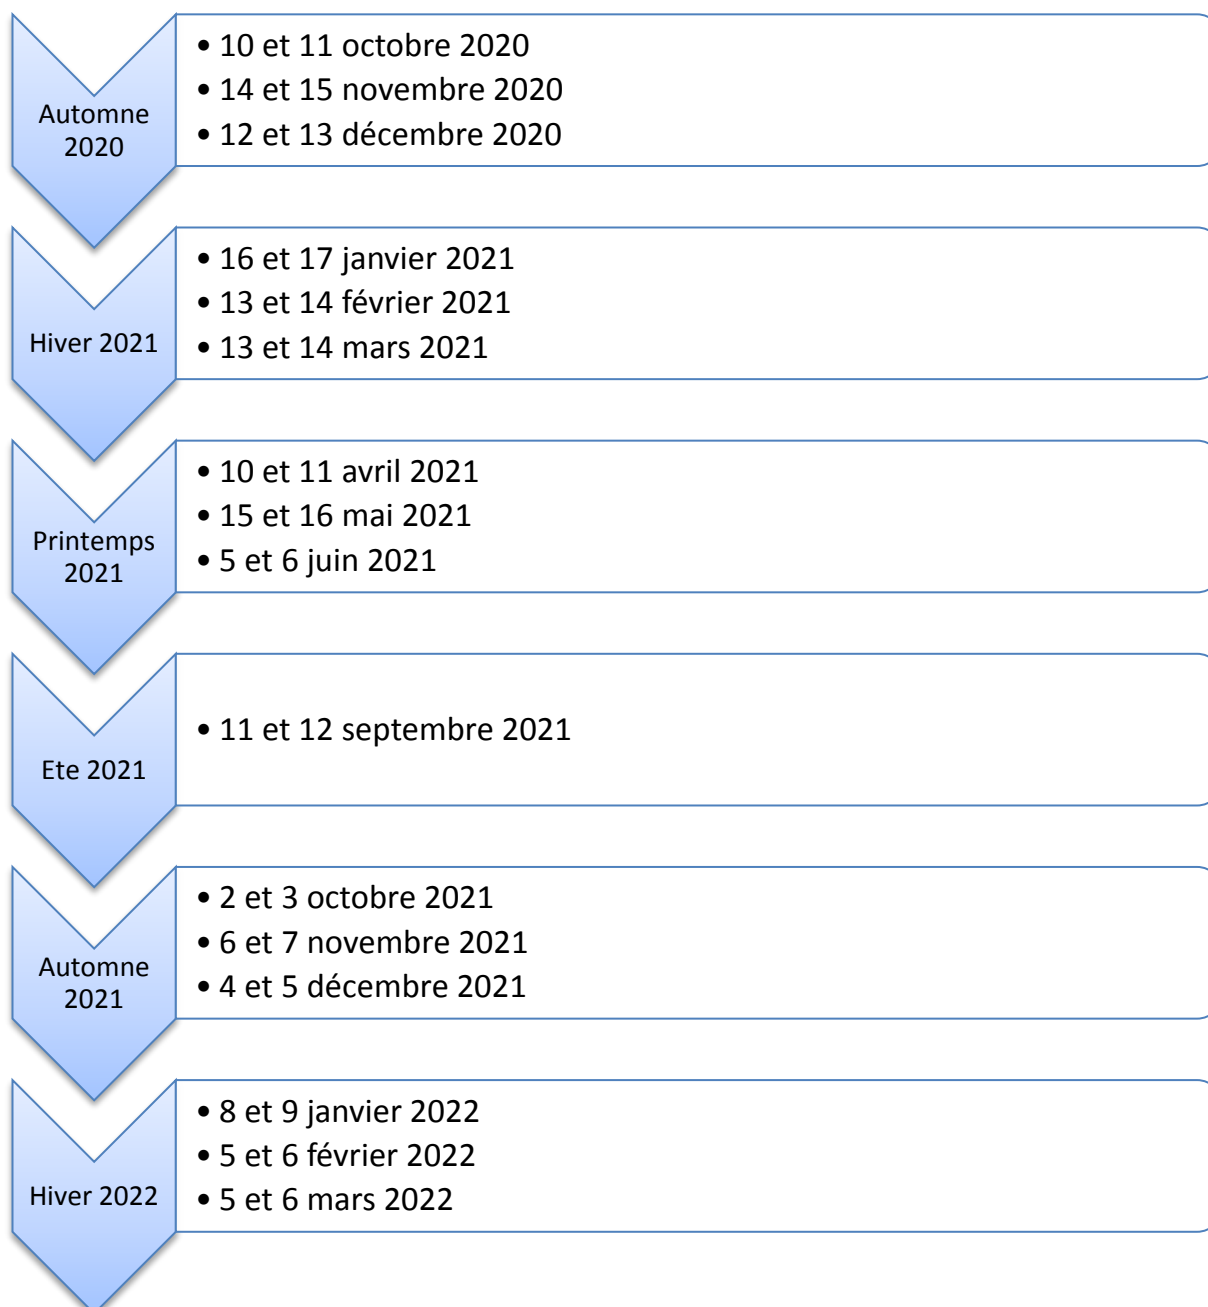 Automne
2020
• 10 et 11 octobre 2020
• 14 et 15 novembre 2020
• 12 et 13 décembre 2020
Hiver 2021
• 16 et 17 janvier 2021
• 13 et 14 février 2021
• 13 et 14 mars 2021
Printemps
2021
• 10 et 11 avril 2021
• 15 et 16 mai 2021
• 5 et 6 juin 2021
Ete 2021
• 11 et 12 septembre 2021
Automne
2021
• 2 et 3 octobre 2021
• 6 et 7 novembre 2021
• 4 et 5 décembre 2021
Hiver 2022
• 8 et 9 janvier 2022
• 5 et 6 février 2022
• 5 et 6 mars 2022